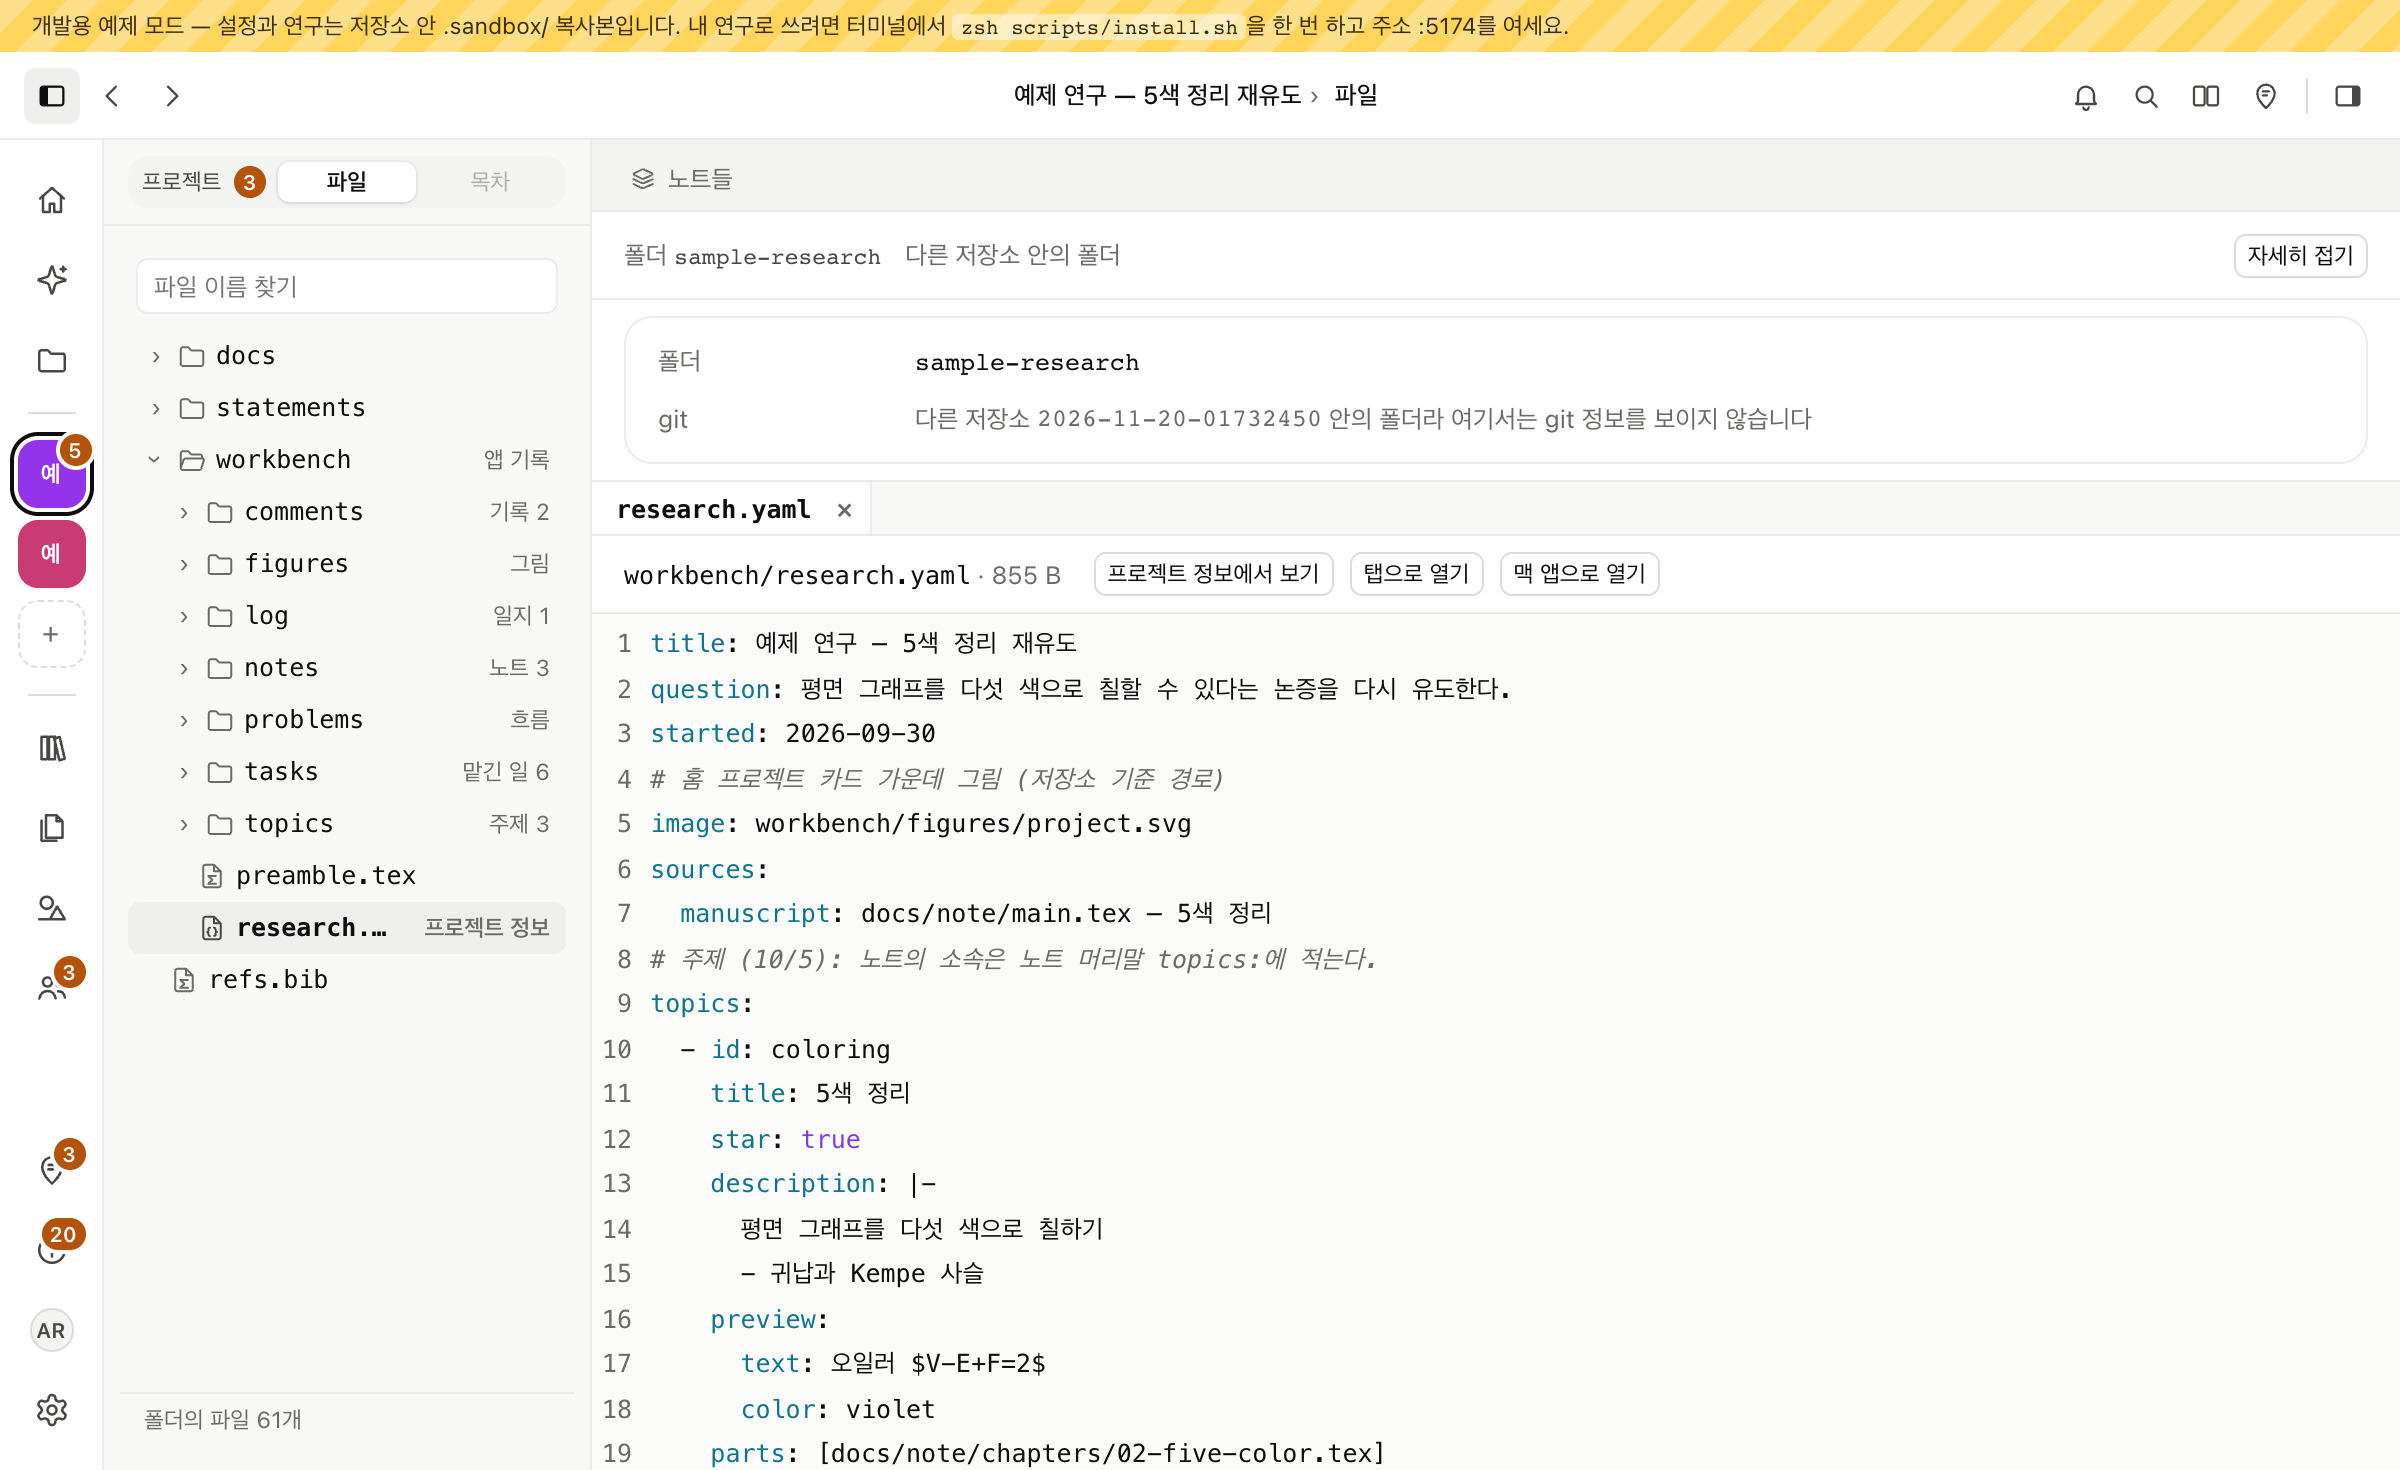 개발용 예제 모드 — 설정과 연구는 저장소 안 .sandbox/ 복사본입니다. 내 연구로 쓰려면 터미널에서 zsh scripts/install.sh을 한 번 하고 주소 :5174를 여세요.
예제 연구 — 5색 정리 재유도 › 파일
프로젝트 3 파일 목차
파일 이름 찾기
docs
statements
workbench 앱 기록
comments 기록 2
figures 그림
log 일지 1
notes 노트 3
problems 흐름
tasks 맡긴 일 6
topics 주제 3
preamble.tex
research.… 프로젝트 정보
refs.bib
폴더의 파일 61개
예 5
예
+
3
3
20
AR
노트들
폴더 sample-research 다른 저장소 안의 폴더 자세히 접기
폴더 sample-research
git 다른 저장소 2026-11-20-01732450 안의 폴더라 여기서는 git 정보를 보이지 않습니다
research.yaml ×
workbench/research.yaml · 855 B 프로젝트 정보에서 보기 탭으로 열기 맥 앱으로 열기
1 title: 예제 연구 — 5색 정리 재유도
2 question: 평면 그래프를 다섯 색으로 칠할 수 있다는 논증을 다시 유도한다.
3 started: 2026-09-30
4 # 홈 프로젝트 카드 가운데 그림 (저장소 기준 경로)
5 image: workbench/figures/project.svg
6 sources:
7 manuscript: docs/note/main.tex — 5색 정리
8 # 주제 (10/5): 노트의 소속은 노트 머리말 topics:에 적는다.
9 topics:
10 - id: coloring
11 title: 5색 정리
12 star: true
13 description: |-
14 평면 그래프를 다섯 색으로 칠하기
15 - 귀납과 Kempe 사슬
16 preview:
17 text: 오일러 $V-E+F=2$
18 color: violet
19 parts: [docs/note/chapters/02-five-color.tex]